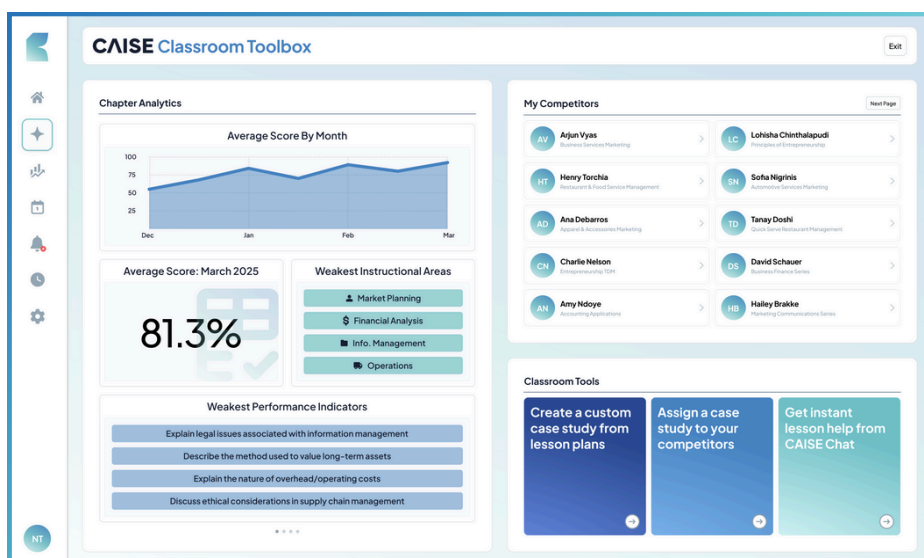 CΛISE Classroom Toolbox
Exit
Chapter Analytics
Average Score By Month
100
75
50
25
Dec
Jan
Feb
Mar
Average Score: March 2025
81.3%
Weakest Instructional Areas
Market Planning
Financial Analysis
Info. Management
Operations
Weakest Performance Indicators
Explain legal issues associated with information management
Describe the method used to value long-term assets
Explain the nature of overhead/operating costs
Discuss ethical considerations in supply chain management
NT
My Competitors
Next Page
AV
Arjun Vyas
Business Services Marketing
LC
Lohisha Chinthalapudi
Principles of Entrepreneurship
HT
Henry Torchia
Restaurant & Food Service Management
SN
Sofia Nigrinis
Automotive Services Marketing
AD
Ana Debarros
Apparel & Accessories Marketing
TD
Tanay Doshi
Quick Serve Restaurant Management
CN
Charlie Nelson
Entrepreneurship TDM
DS
David Schauer
Business Finance Series
AN
Amy Ndoye
Accounting Applications
HB
Hailey Brakke
Marketing Communications Series
Classroom Tools
Create a custom
case study from
lesson plans
Assign a case
study to your
competitors
Get instant
lesson help from
CAISE Chat